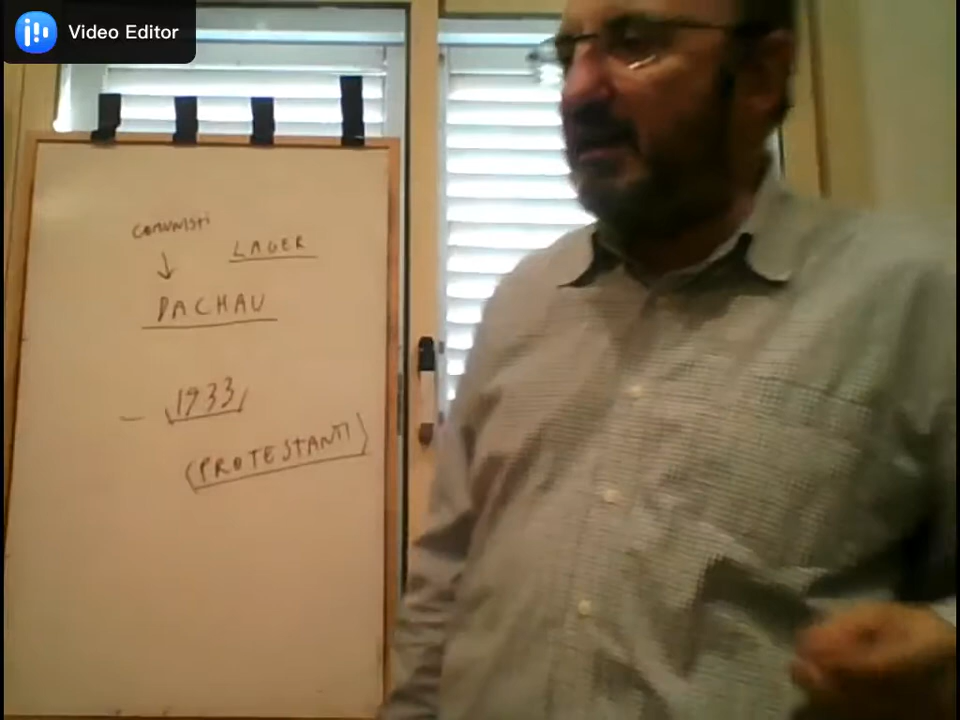 Video Editor
comunisti
LAGER
↓
DACHAU
- 1933
(PROTESTANTI)